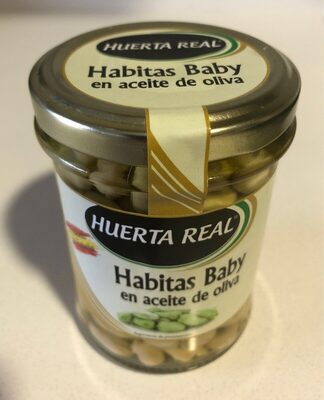 HUERTA REAL
Habitas Baby
en aceite de oliva
HUERTA REAL®
Habitas Baby
en aceite de oliva